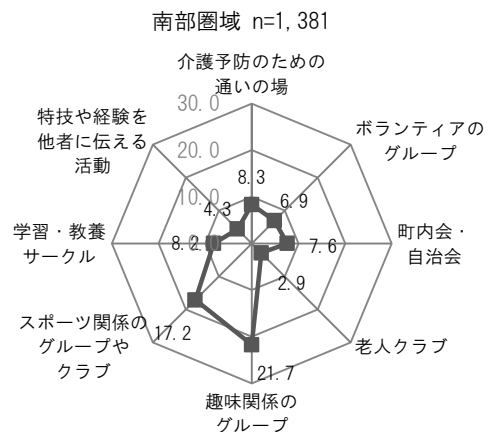 南部圏域 n=1,381
介護予防のための
通いの場
30.0
特技や経験を
他者に伝える
活動
ボランティアの
グループ
20.0
10.0
8.3
4.3
6.9
学習・教養
サークル
8.2
0.0
7.6
町内会・
自治会
2.9
スポーツ関係の
グループや
クラブ
17.2
老人クラブ
21.7
趣味関係の
グループ